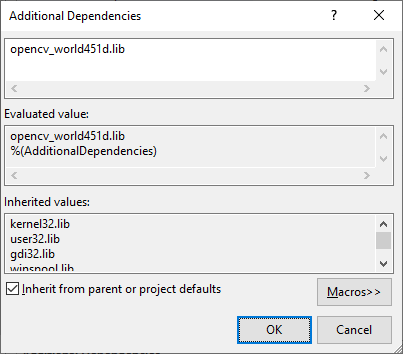 Additional Dependencies
opencv_world451d.lib
Evaluated value:
opencv_world451d.lib
%(AdditionalDependencies)
Inherited values:
kernel32.lib
user32.lib
gdi32.lib
winspool.lib
Inherit from parent or project defaults
Macros>>
OK
Cancel